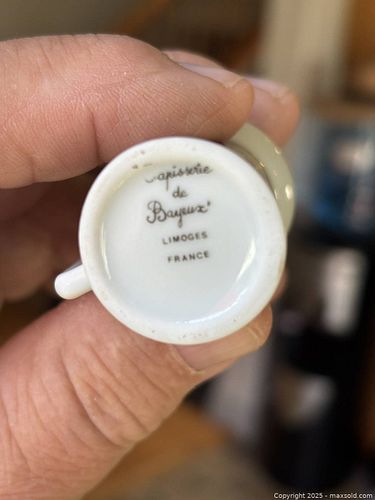 Tapisserie
de
Bayeux
LIMOGES
FRANCE
Copyright 2025 - maxsold.com